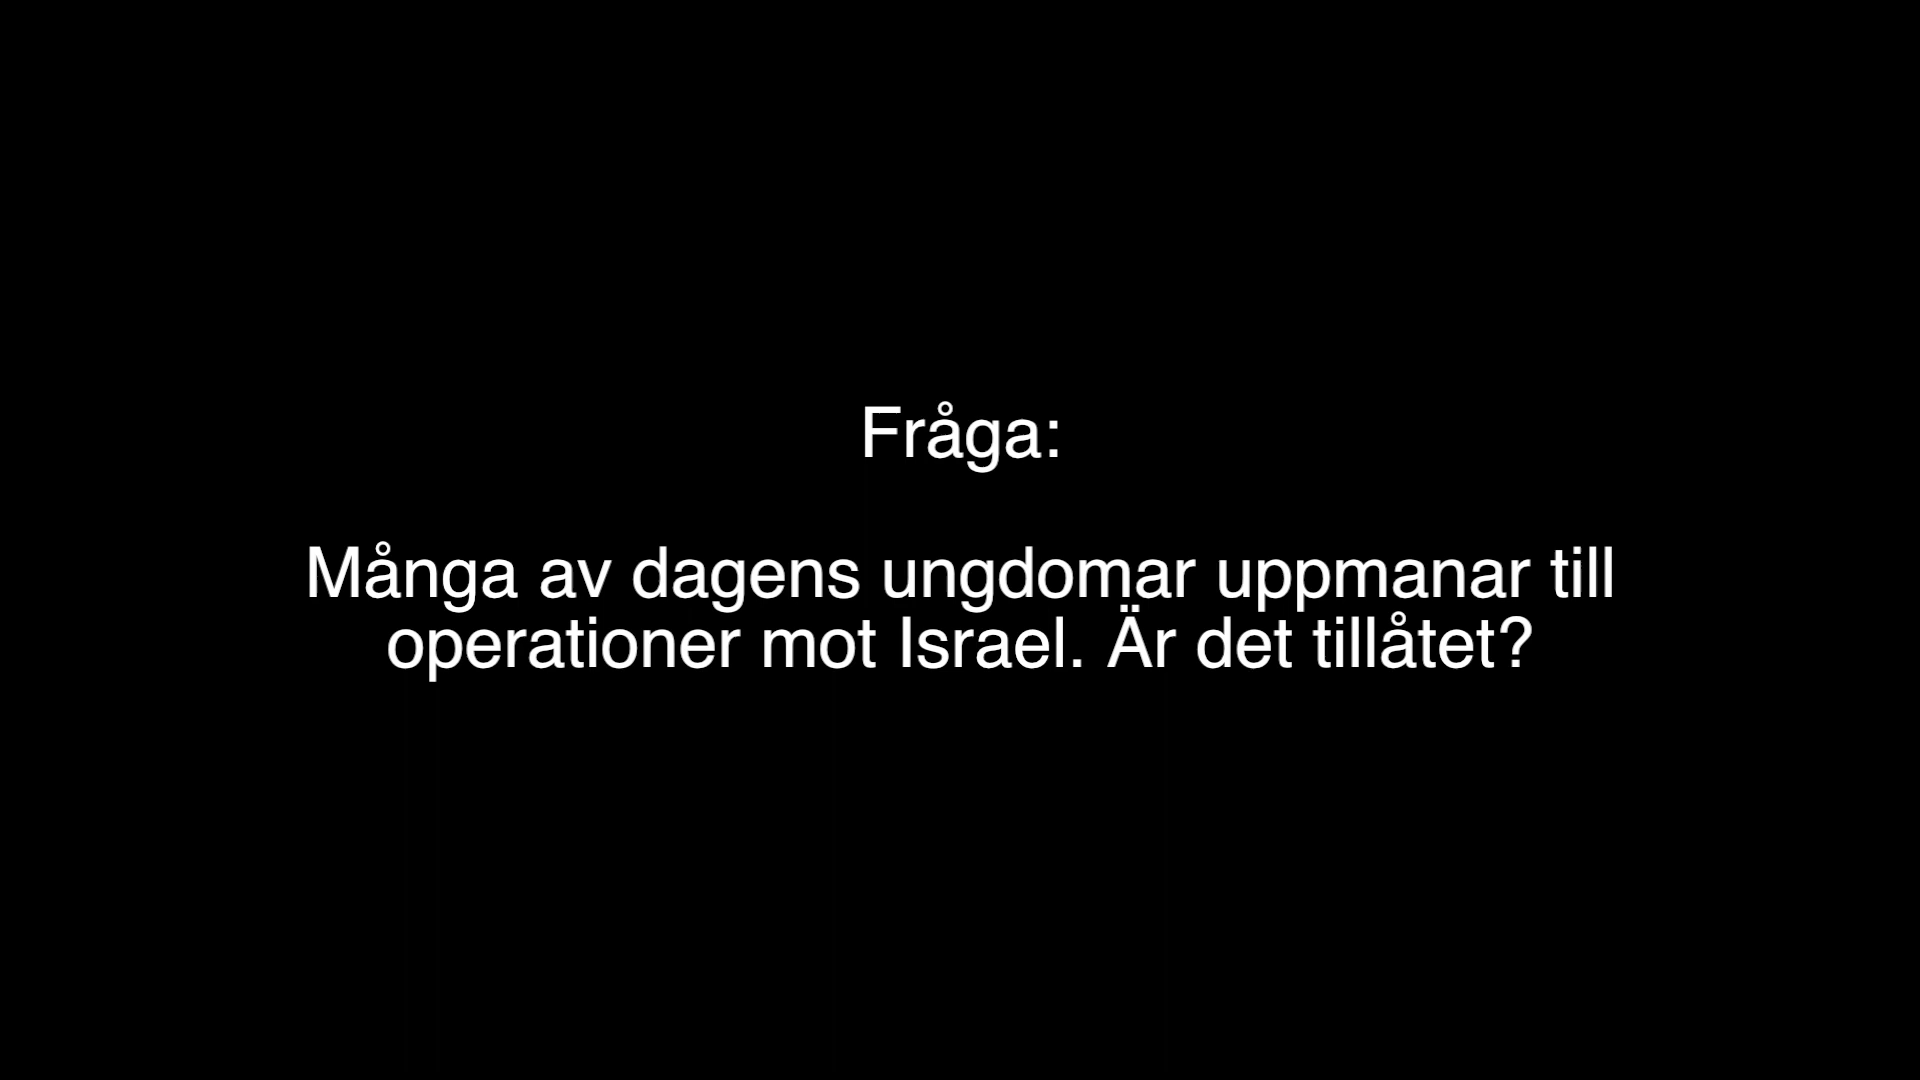 Fråga:
Många av dagens ungdomar uppmanar till
operationer mot Israel. Är det tillåtet?